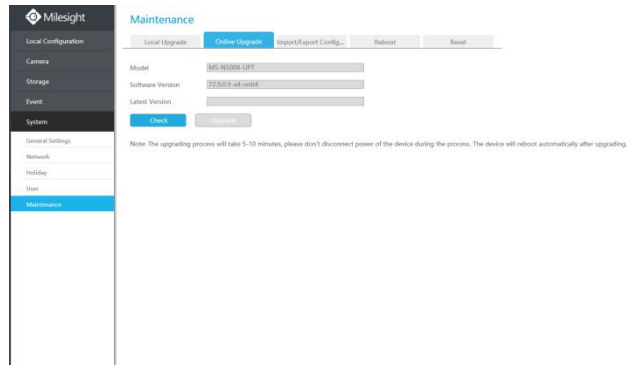 Milesight
Maintenance
Local Configuration
Camera
Storage
Event
System
General Settings
Network
Holiday
User
Maintenance
Local Upgrade
Online Upgrade
Import/Export Config...
Reboot
Reset
Model
MS-N5008-UPT
Software Version
72.9.0.9-a4-unit4
Latest Version
Check
Upgrade
Note: The upgrading process will take 5-10 minutes, please don't disconnect power of the device during the process. The device will reboot automatically after upgrading.